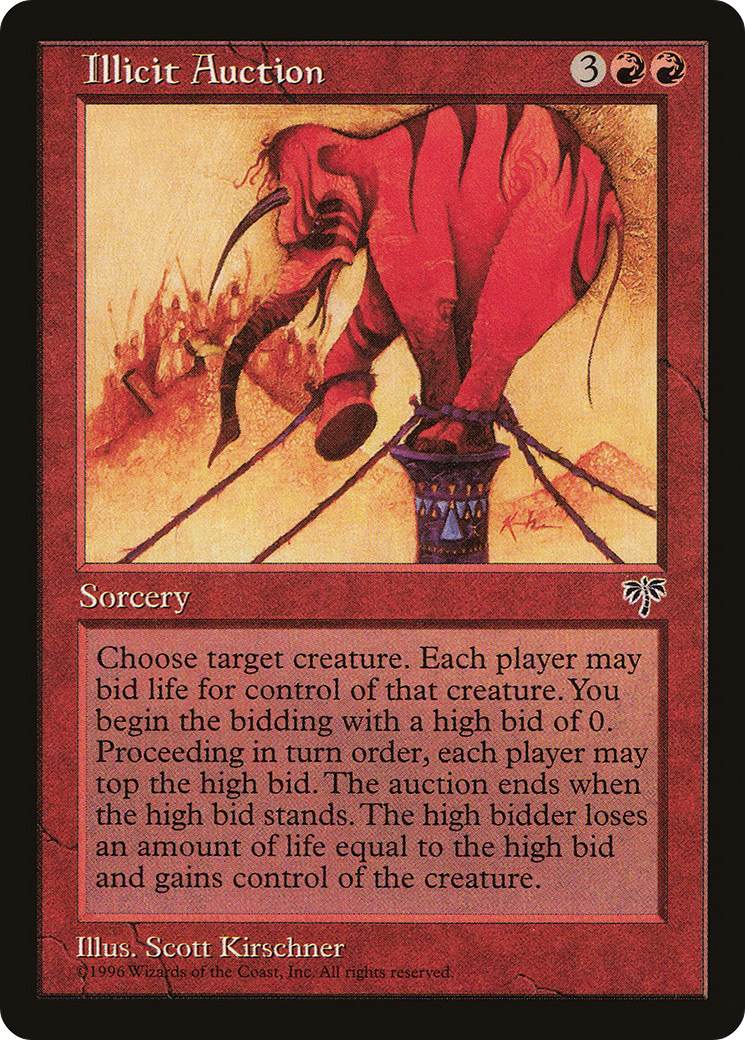 Illicit Auction 3
Sorcery
Choose target creature. Each player may
bid life for control of that creature. You
begin the bidding with a high bid of 0.
Proceeding in turn order, each player may
top the high bid. The auction ends when
the high bid stands. The high bidder loses
an amount of life equal to the high bid
and gains control of the creature.
Illus. Scott Kirschner
©1996 Wizards of the Coast, Inc. All rights reserved.